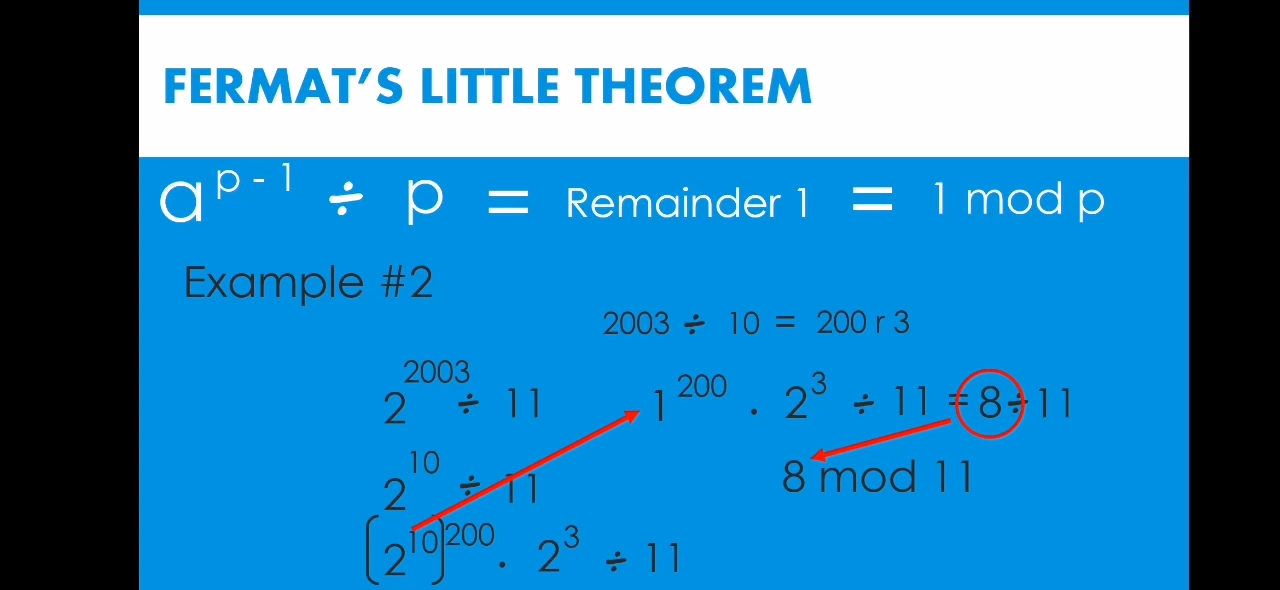 FERMAT'S LITTLE THEOREM
a^{p - 1} ÷ p = Remainder 1 = 1 mod p
Example #2
2003 ÷ 10 = 200 r 3
2^{2003} ÷ 11
1^{200} . 2^{3} ÷ 11 = 8 ÷ 11
2^{10} ÷ 11
8 mod 11
(2^{10})^{200} . 2^{3} ÷ 11